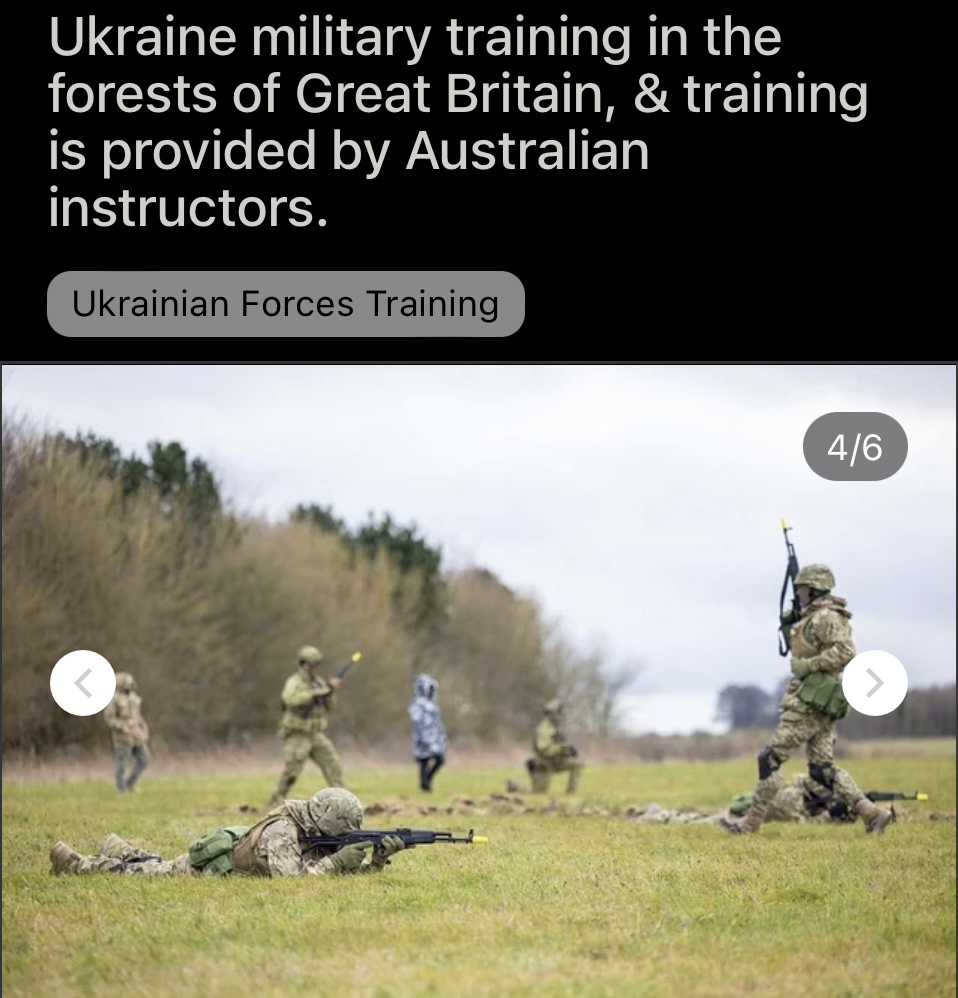 Ukraine military training in the
forests of Great Britain, & training
is provided by Australian
instructors.
Ukrainian Forces Training
4/6